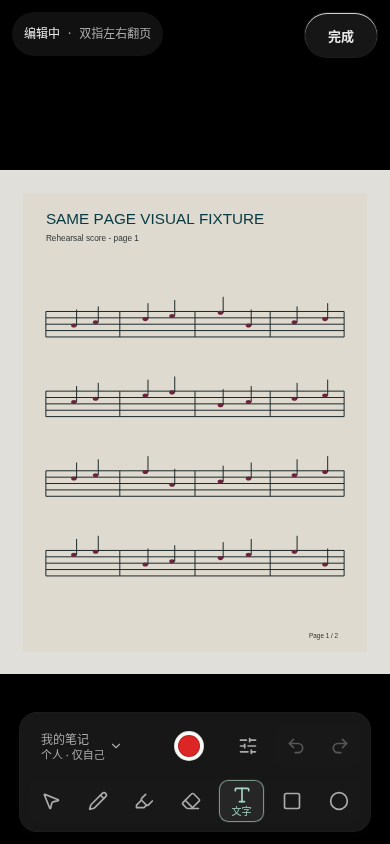 编辑中 · 双指左右翻页
完成
SAME PAGE VISUAL FIXTURE
Rehearsal score - page 1
Page 1 / 2
我的笔记
个人 · 仅自己
文字